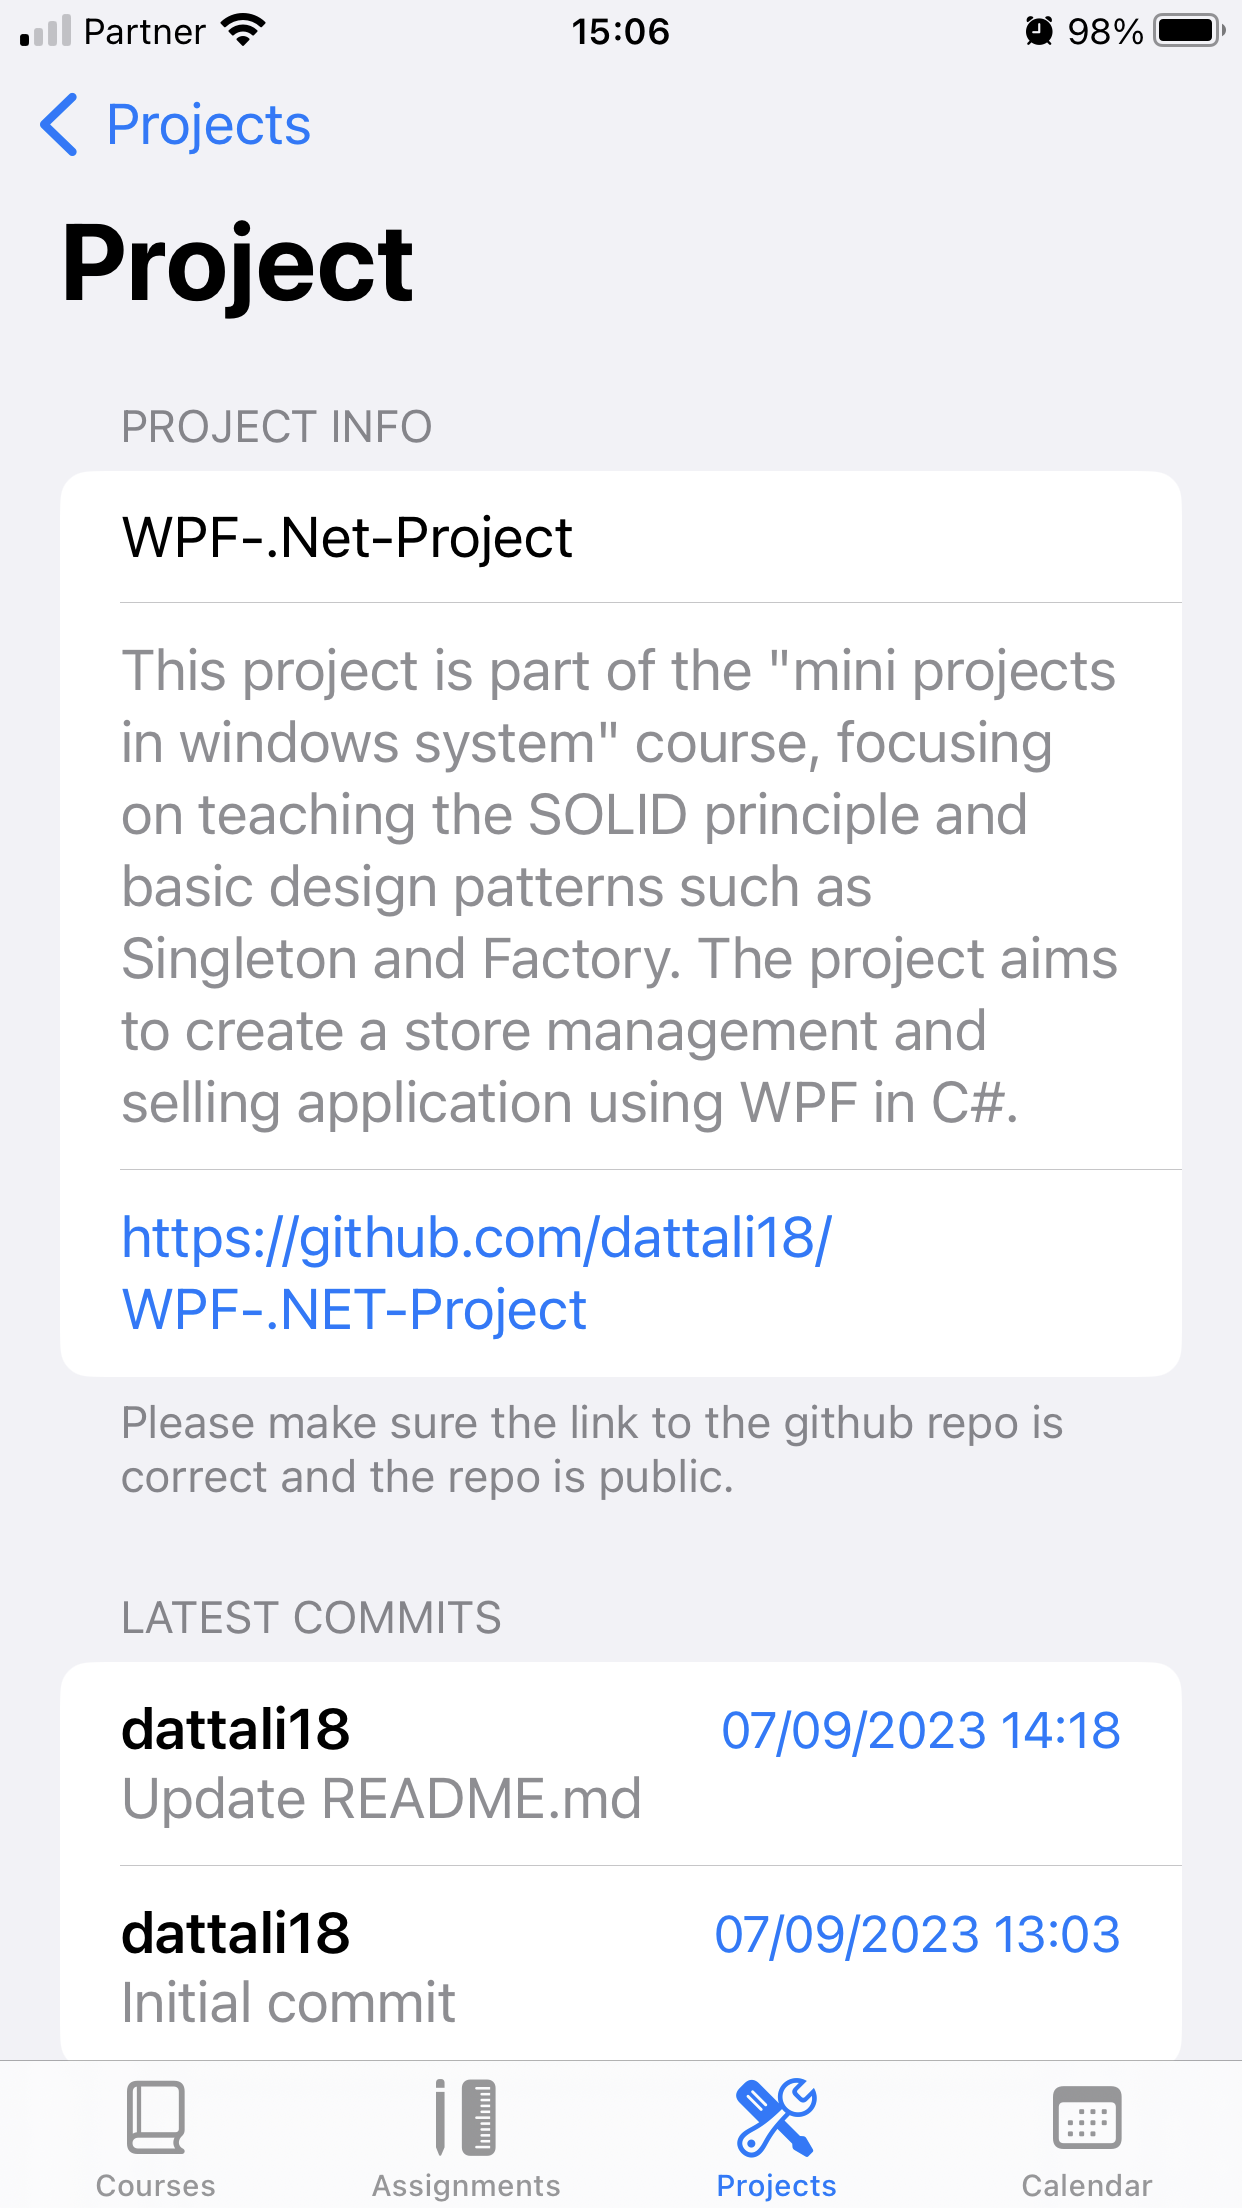 Partner 15:06 98%
Projects
Project
PROJECT INFO
WPF-.Net-Project
This project is part of the "mini projects
in windows system" course, focusing
on teaching the SOLID principle and
basic design patterns such as
Singleton and Factory. The project aims
to create a store management and
selling application using WPF in C#.
https://github.com/dattali18/
WPF-.NET-Project
Please make sure the link to the github repo is
correct and the repo is public.
LATEST COMMITS
dattali18 07/09/2023 14:18
Update README.md
dattali18 07/09/2023 13:03
Initial commit
Courses Assignments Projects Calendar